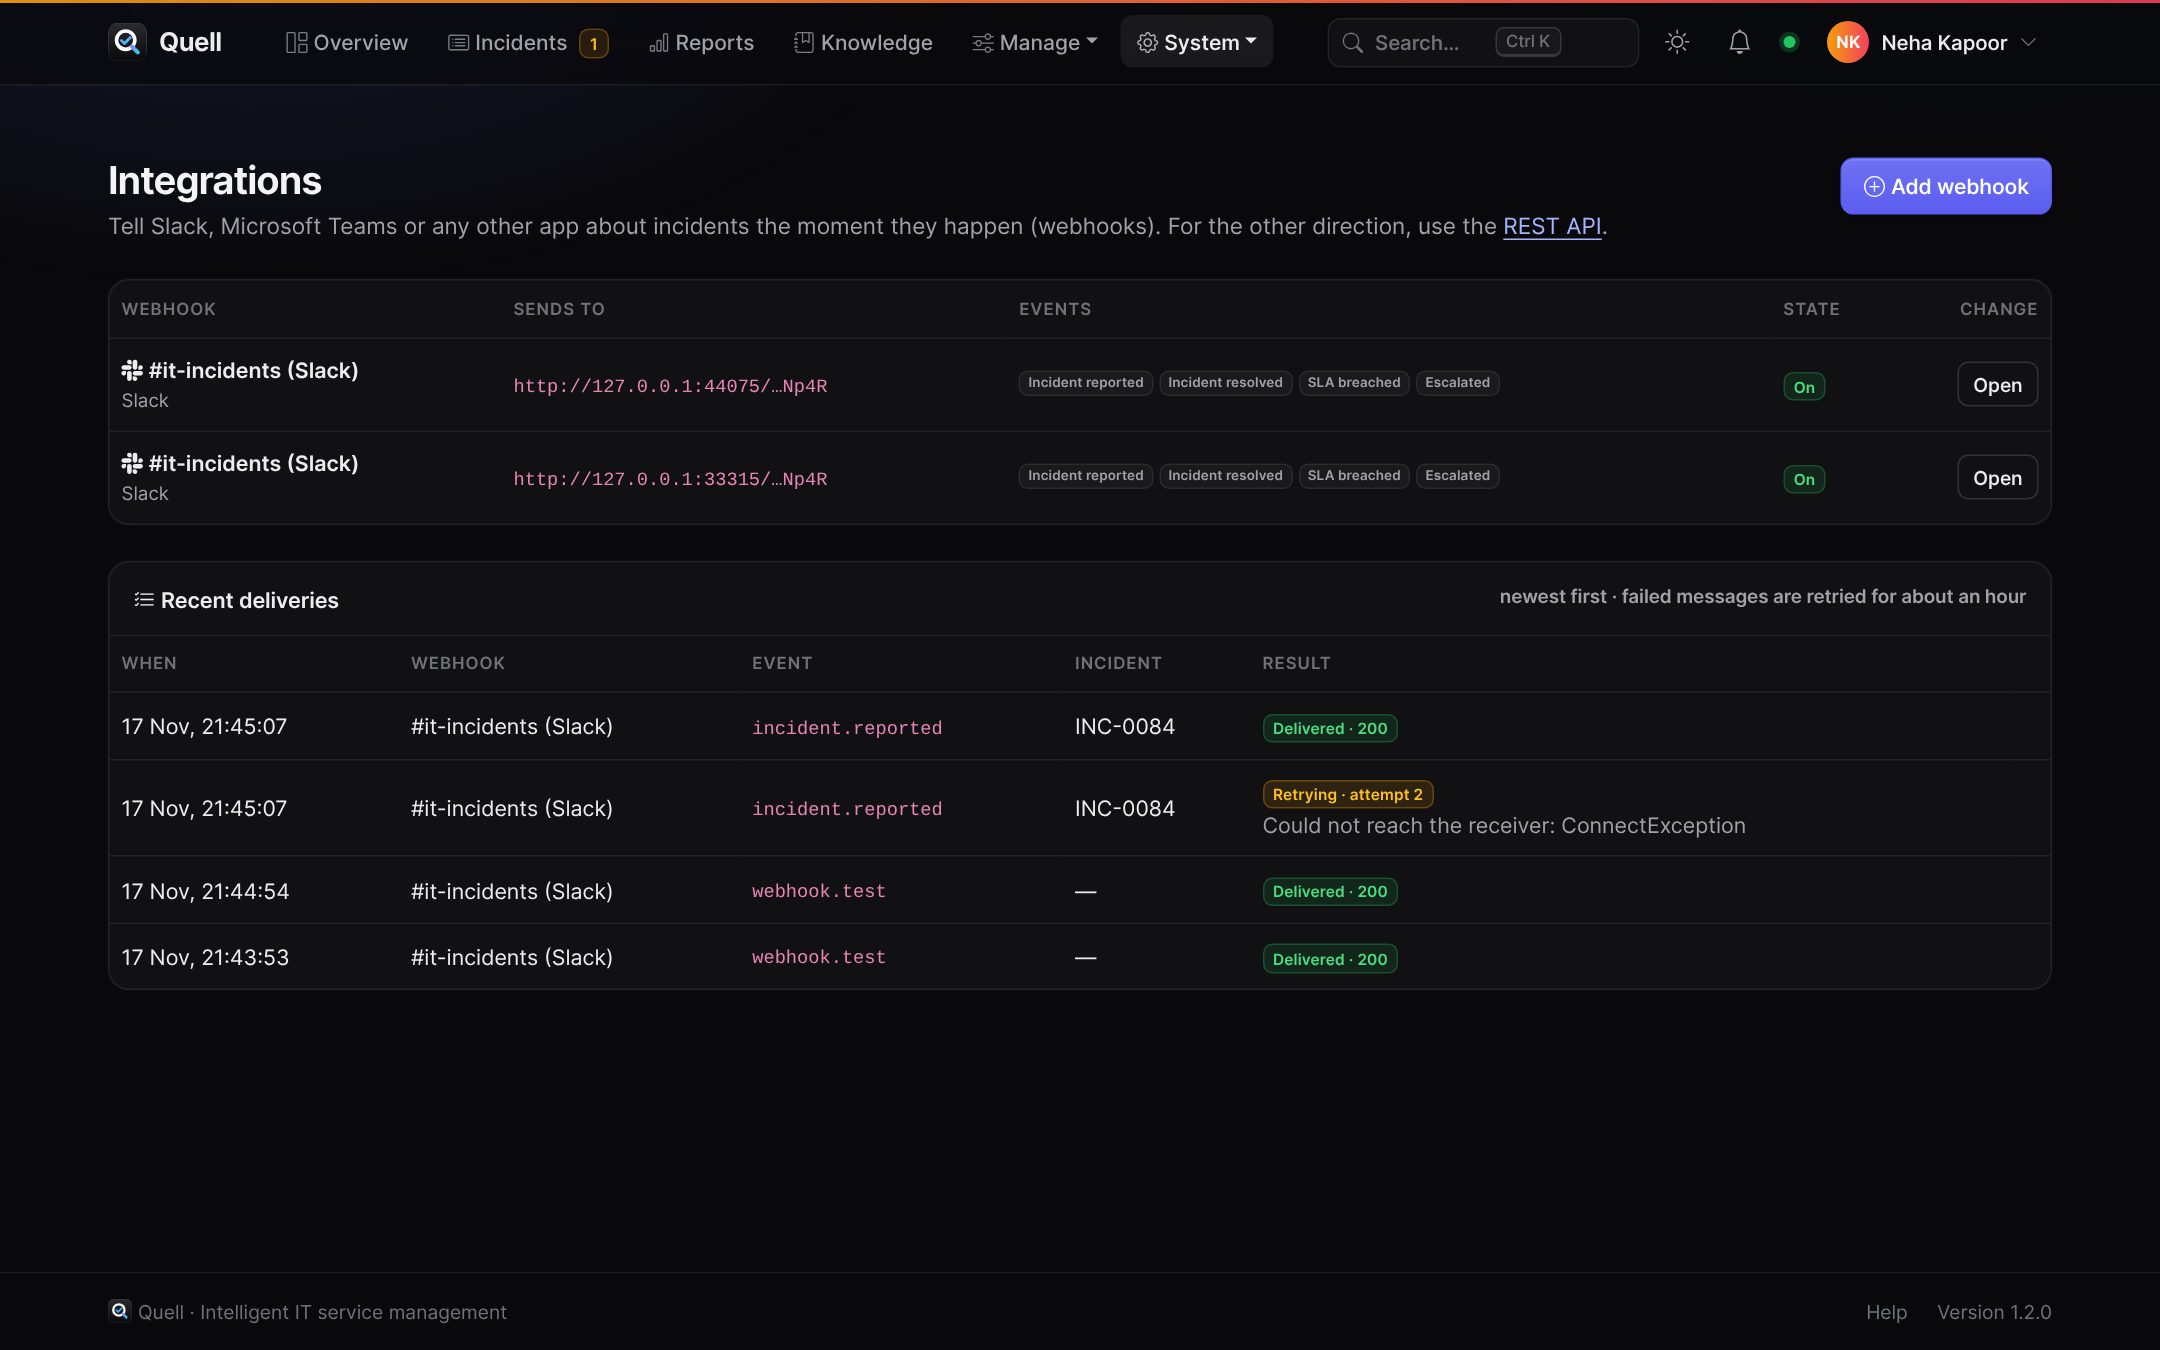 Quell Overview Incidents 1 Reports Knowledge Manage System Search... Ctrl K NK Neha Kapoor
Integrations
Add webhook
Tell Slack, Microsoft Teams or any other app about incidents the moment they happen (webhooks). For the other direction, use the REST API.
WEBHOOK SENDS TO EVENTS STATE CHANGE
#it-incidents (Slack)
Slack
http://127.0.0.1:44075/…Np4R Incident reported Incident resolved SLA breached Escalated On Open
#it-incidents (Slack)
Slack
http://127.0.0.1:33315/…Np4R Incident reported Incident resolved SLA breached Escalated On Open
Recent deliveries newest first · failed messages are retried for about an hour
WHEN WEBHOOK EVENT INCIDENT RESULT
17 Nov, 21:45:07 #it-incidents (Slack) incident.reported INC-0084 Delivered · 200
17 Nov, 21:45:07 #it-incidents (Slack) incident.reported INC-0084 Retrying · attempt 2
Could not reach the receiver: ConnectException
17 Nov, 21:44:54 #it-incidents (Slack) webhook.test — Delivered · 200
17 Nov, 21:43:53 #it-incidents (Slack) webhook.test — Delivered · 200
Quell · Intelligent IT service management Help Version 1.2.0